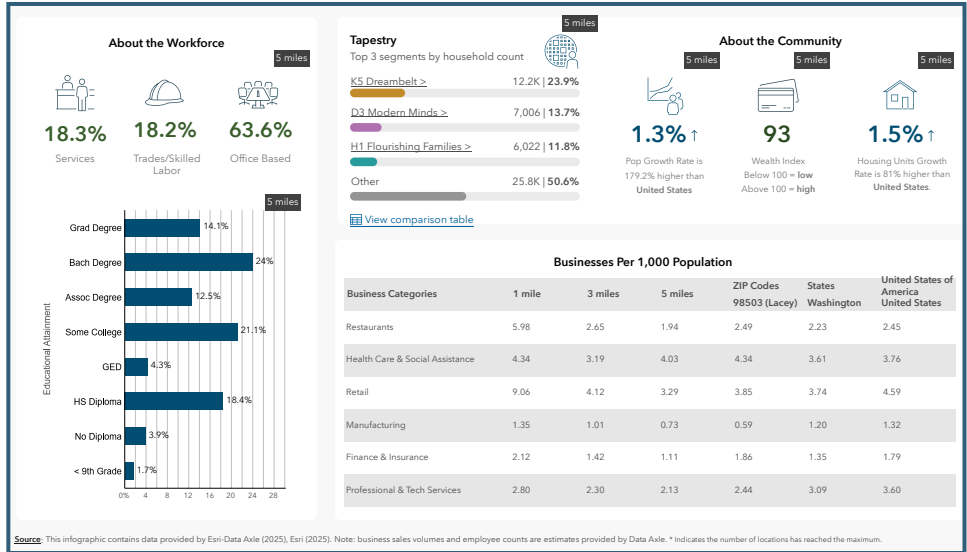 About the Workforce
5 miles
18.3%
Services
18.2%
Trades/Skilled
Labor
63.6%
Office Based
5 miles
Educational Attainment
Grad Degree 14.1%
Bach Degree 24%
Assoc Degree 12.5%
Some College 21.1%
GED 4.3%
HS Diploma 18.4%
No Diploma 3.9%
< 9th Grade 1.7%
0% 4 8 12 16 20 24 28
5 miles
Tapestry
Top 3 segments by household count
K5 Dreambelt > 12.2K | 23.9%
D3 Modern Minds > 7,006 | 13.7%
H1 Flourishing Families > 6,022 | 11.8%
Other 25.8K | 50.6%
View comparison table
About the Community
5 miles
1.3% ↑
Pop Growth Rate is
179.2% higher than
United States
5 miles
93
Wealth Index
Below 100 = low
Above 100 = high
5 miles
1.5% ↑
Housing Units Growth
Rate is 81% higher than
United States.
Businesses Per 1,000 Population
Business Categories 1 mile 3 miles 5 miles ZIP Codes 98503 (Lacey) States Washington United States of America United States
Restaurants 5.98 2.65 1.94 2.49 2.23 2.45
Health Care & Social Assistance 4.34 3.19 4.03 4.34 3.61 3.76
Retail 9.06 4.12 3.29 3.85 3.74 4.59
Manufacturing 1.35 1.01 0.73 0.59 1.20 1.32
Finance & Insurance 2.12 1.42 1.11 1.86 1.35 1.79
Professional & Tech Services 2.80 2.30 2.13 2.44 3.09 3.60
Source: This infographic contains data provided by Esri-Data Axle (2025), Esri (2025). Note: business sales volumes and employee counts are estimates provided by Data Axle. * Indicates the number of locations has reached the maximum.